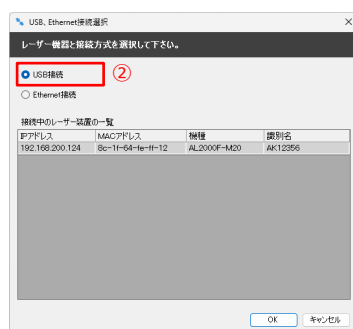 USB、Ethernet接続選択
レーザー機器と接続方式を選択して下さい。
USB接続 ②
Ethernet接続
接続中のレーザー装置の一覧
IPアドレス MACアドレス 機種 識別名
192.168.200.124 8c-1f-64-fe-ff-12 AL2000F-M20 AK12356
OK キャンセル